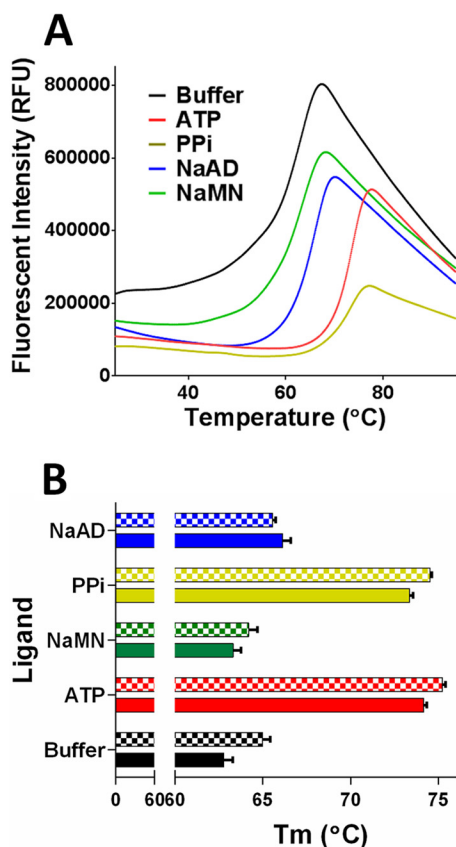 A
Fluorescent Intensity (RFU)
800000
600000
400000
200000
0
Buffer
ATP
PPi
NaAD
NaMN
40
60
80
Temperature (°C)
B
Ligand
NaAD
PPi
NaMN
ATP
Buffer
0
60
60
65
70
75
Tm (°C)